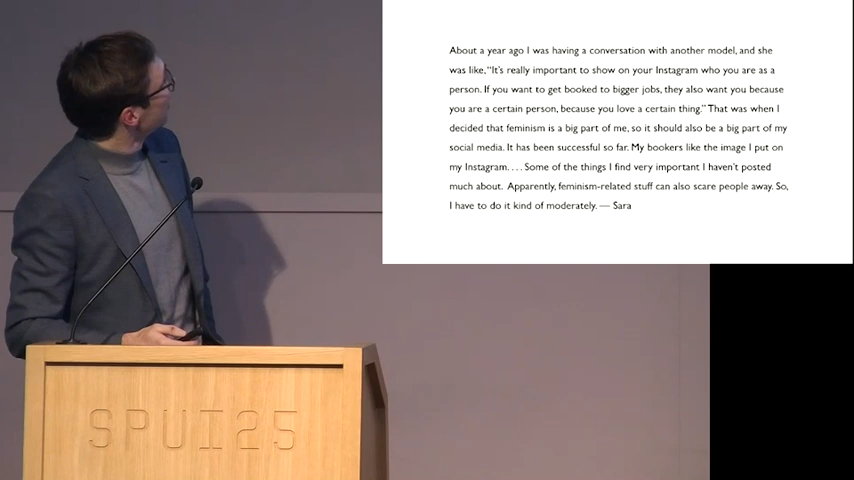 About a year ago I was having a conversation with another model, and she
was like, "It's really important to show on your Instagram who you are as a
person. If you want to get booked to bigger jobs, they also want you because
you are a certain person, because you love a certain thing." That was when I
decided that feminism is a big part of me, so it should also be a big part of my
social media. It has been successful so far. My bookers like the image I put on
my Instagram. . . . Some of the things I find very important I haven't posted
much about.  Apparently, feminism-related stuff can also scare people away. So,
I have to do it kind of moderately. — Sara
SPUI25